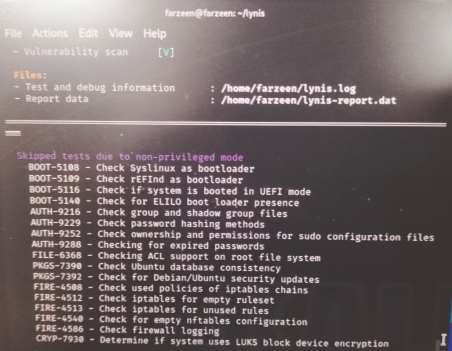 farzeen@farzeen: ~/lynis
File Actions Edit View Help
- Vulnerability scan [V]
Files:
- Test and debug information : /home/farzeen/lynis.log
- Report data : /home/farzeen/lynis-report.dat
Skipped tests due to non-privileged mode
BOOT-5108 - Check Syslinux as bootloader
BOOT-5109 - Check rEFInd as bootloader
BOOT-5116 - Check if system is booted in UEFI mode
BOOT-5140 - Check for ELILO boot loader presence
AUTH-9216 - Check group and shadow group files
AUTH-9229 - Check password hashing methods
AUTH-9252 - Check ownership and permissions for sudo configuration files
AUTH-9288 - Checking for expired passwords
FILE-6368 - Checking ACL support on root file system
PKGS-7390 - Check Ubuntu database consistency
PKGS-7392 - Check for Debian/Ubuntu security updates
FIRE-4508 - Check used policies of iptables chains
FIRE-4512 - Check iptables for empty ruleset
FIRE-4513 - Check iptables for unused rules
FIRE-4540 - Check for empty nftables configuration
FIRE-4586 - Check firewall logging
CRYP-7930 - Determine if system uses LUKS block device encryption